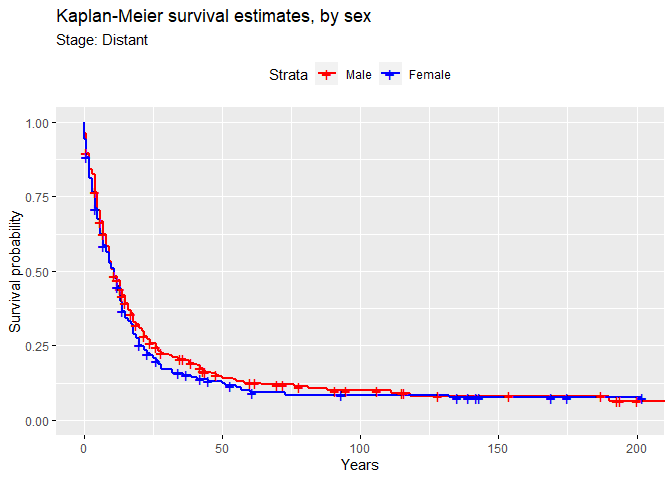 Kaplan-Meier survival estimates, by sex
Stage: Distant
Strata Male Female
1.00
0.75
0.50
0.25
0.00
Survival probability
0 50 100 150 200
Years